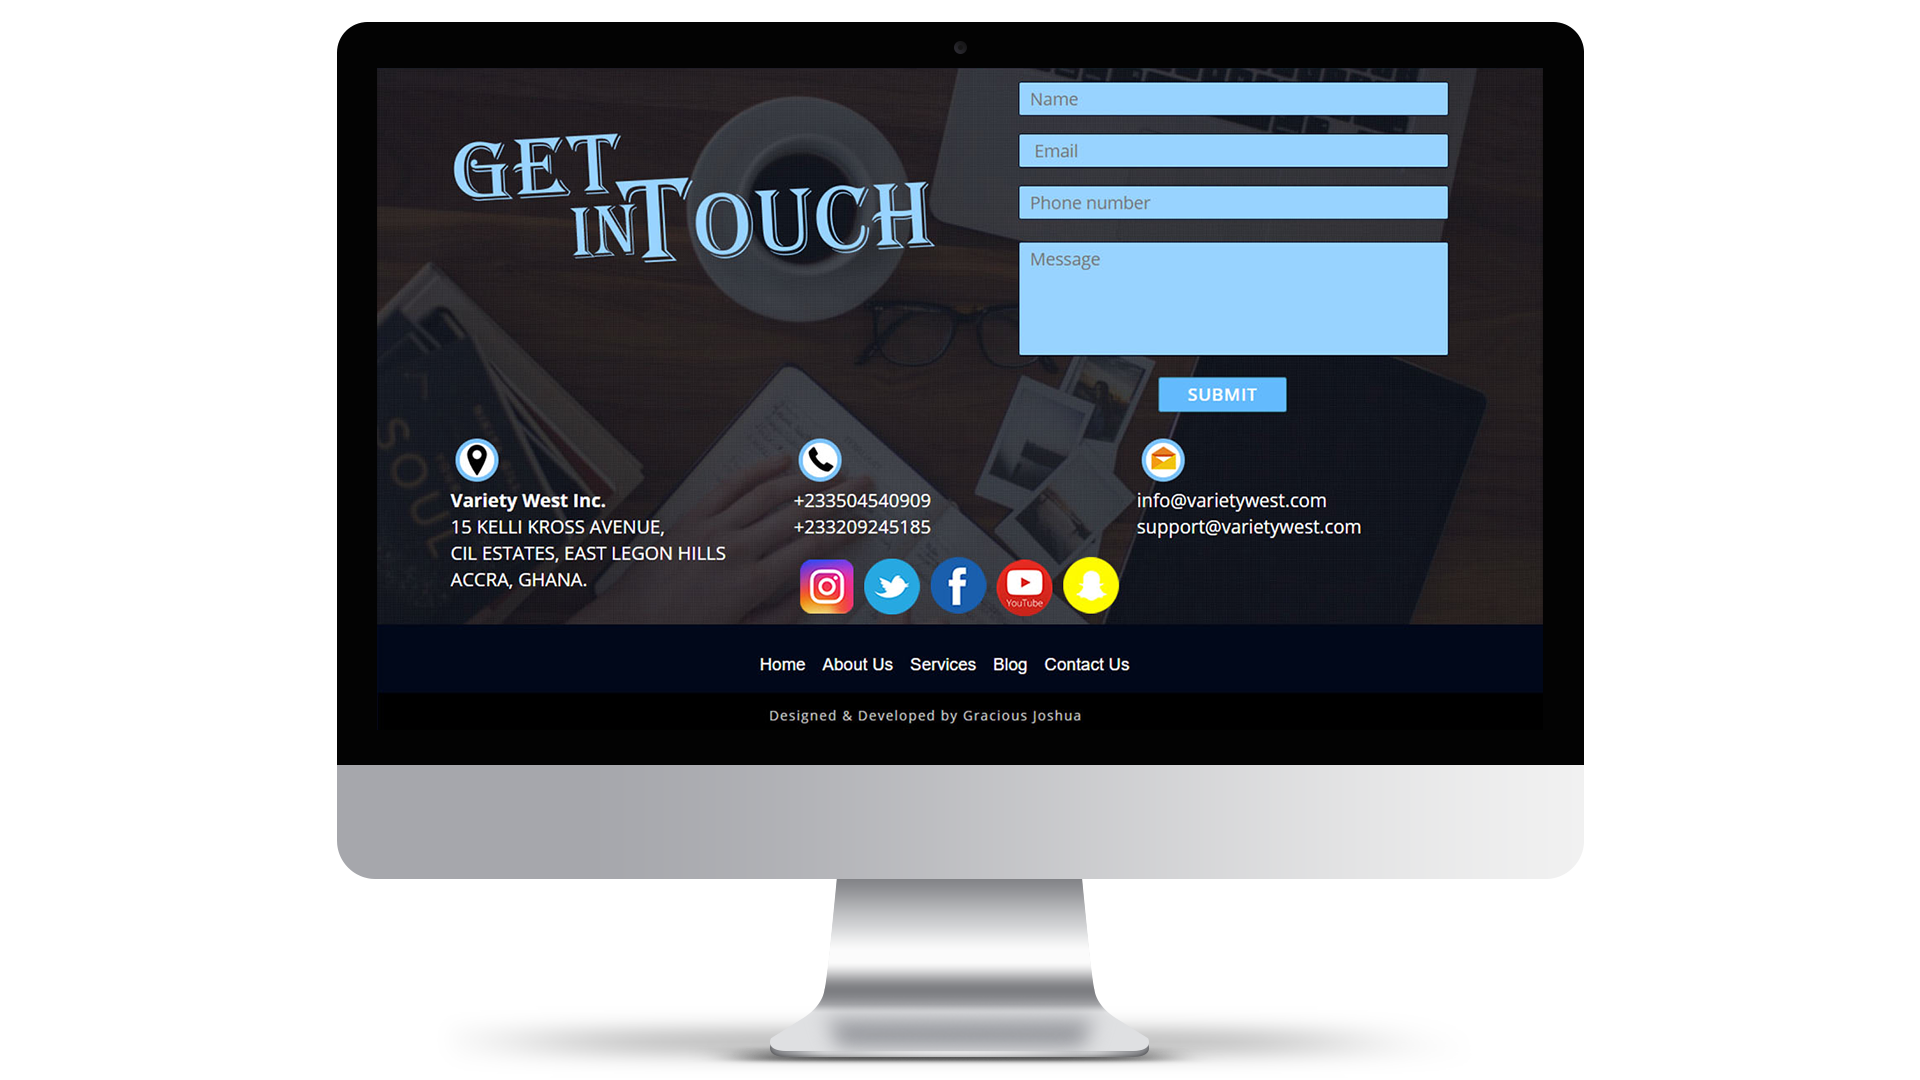 GET
IN TOUCH
Name
Email
Phone number
Message
SUBMIT
Variety West Inc.
15 KELLI KROSS AVENUE,
CIL ESTATES, EAST LEGON HILLS
ACCRA, GHANA.
+233504540909
+233209245185
info@varietywest.com
support@varietywest.com
SOUL
YouTube
Home About Us Services Blog Contact Us
Designed & Developed by Gracious Joshua